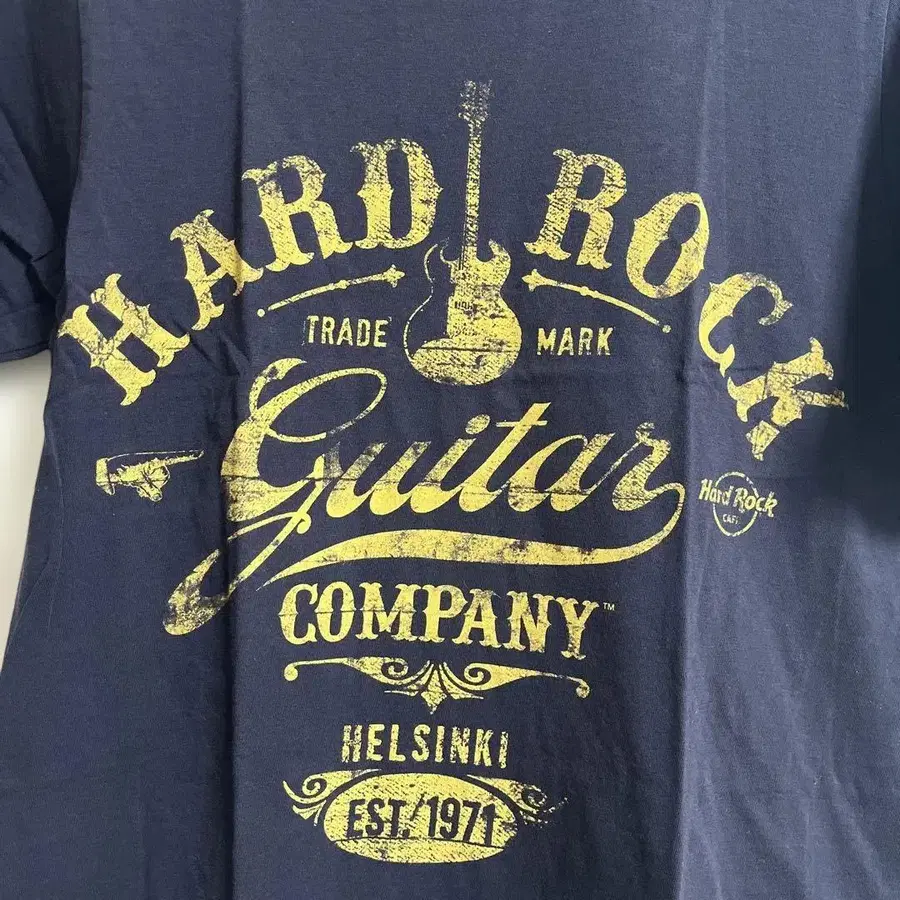 HARD ROCK
TRADE MARK
Guitar
Hard Rock
CAFE
COMPANY™
HELSINKI
EST./1971